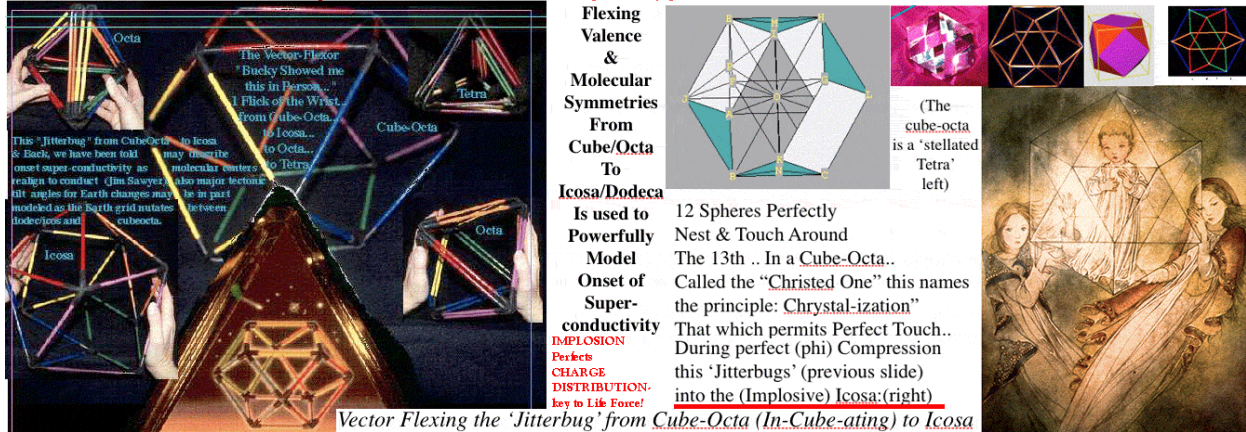 Octa
The Vector-Flexor
"Bucky Showed me
this in Person...
1 Flick of the Wrist...
from Cube-Octa...
to Icosa...
to Octa...
to Tetra
Tetra
Cube-Octa
This "Jitterbug" from CubeOcta to Icosa
& Back, we have been told may describe
onset super-conductivity as molecular centers
realign to conduct (Jim Sawyer) also major tectonic
tilt angles for Earth changes may be in part
modeled as the Earth grid mutates between
dodec/icos and cubeocta.
Icosa
Octa
Flexing
Valence
&
Molecular
Symmetries
From
Cube/Octa
To
Icosa/Dodeca
Is used to
Powerfully
Model
Onset of
Super-
conductivity
IMPLOSION
Perfects
CHARGE
DISTRIBUTION-
key to Life Force!
(The
cube-octa
is a 'stellated
Tetra'
left)
12 Spheres Perfectly
Nest & Touch Around
The 13th .. In a Cube-Octa..
Called the “Christed One” this names
the principle: Chrystal-ization”
That which permits Perfect Touch..
During perfect (phi) Compression
this ‘Jitterbugs’ (previous slide)
into the (Implosive) Icosa:(right)
Vector Flexing the ‘Jitterbug’ from Cube-Octa (In-Cube-ating) to Icosa